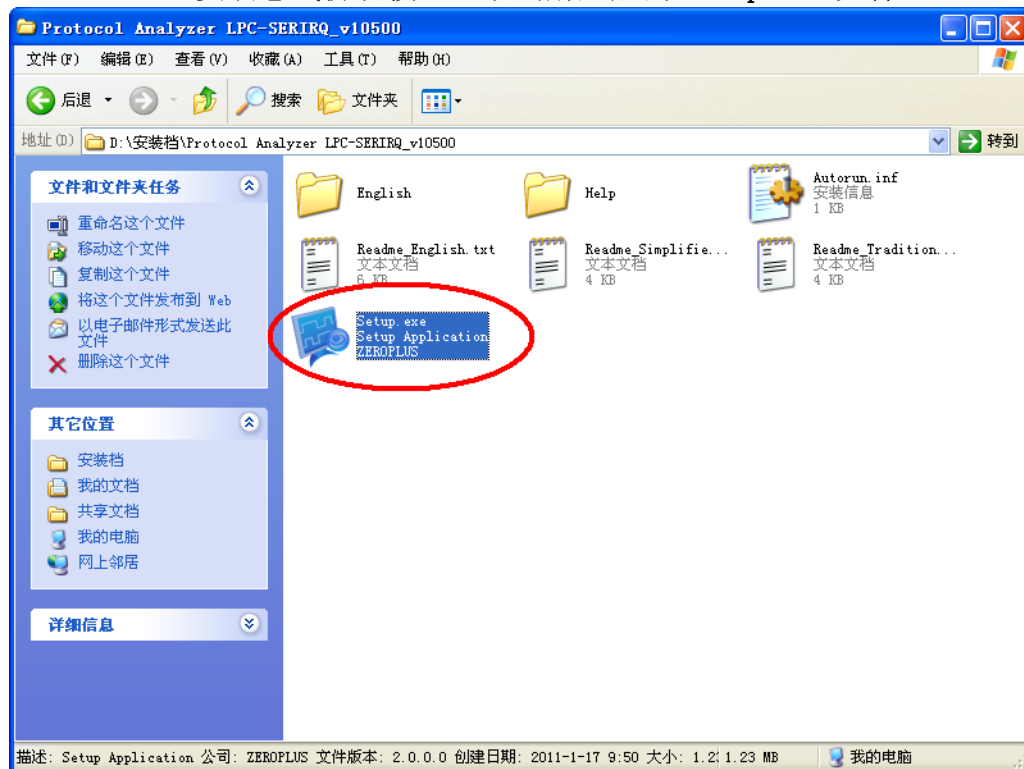 Protocol Analyzer LPC-SERIRQ_v10500
文件(F) 编辑(E) 查看(V) 收藏(A) 工具(T) 帮助(H)
后退 搜索 文件夹
地址(D) D:\安装档\Protocol Analyzer LPC-SERIRQ_v10500 转到
文件和文件夹任务
重命名这个文件
移动这个文件
复制这个文件
将这个文件发布到 Web
以电子邮件形式发送此
文件
删除这个文件
其它位置
安装档
我的文档
共享文档
我的电脑
网上邻居
详细信息
English
Help
Autorun.inf
安装信息
1 KB
Readme_English.txt
文本文档
6 KB
Readme_Simplifie...
文本文档
4 KB
Readme_Tradition...
文本文档
4 KB
Setup.exe
Setup Application
ZEROPLUS
描述: Setup Application 公司: ZEROPLUS 文件版本: 2.0.0.0 创建日期: 2011-1-17 9:50 大小: 1.2 1.23 MB 我的电脑